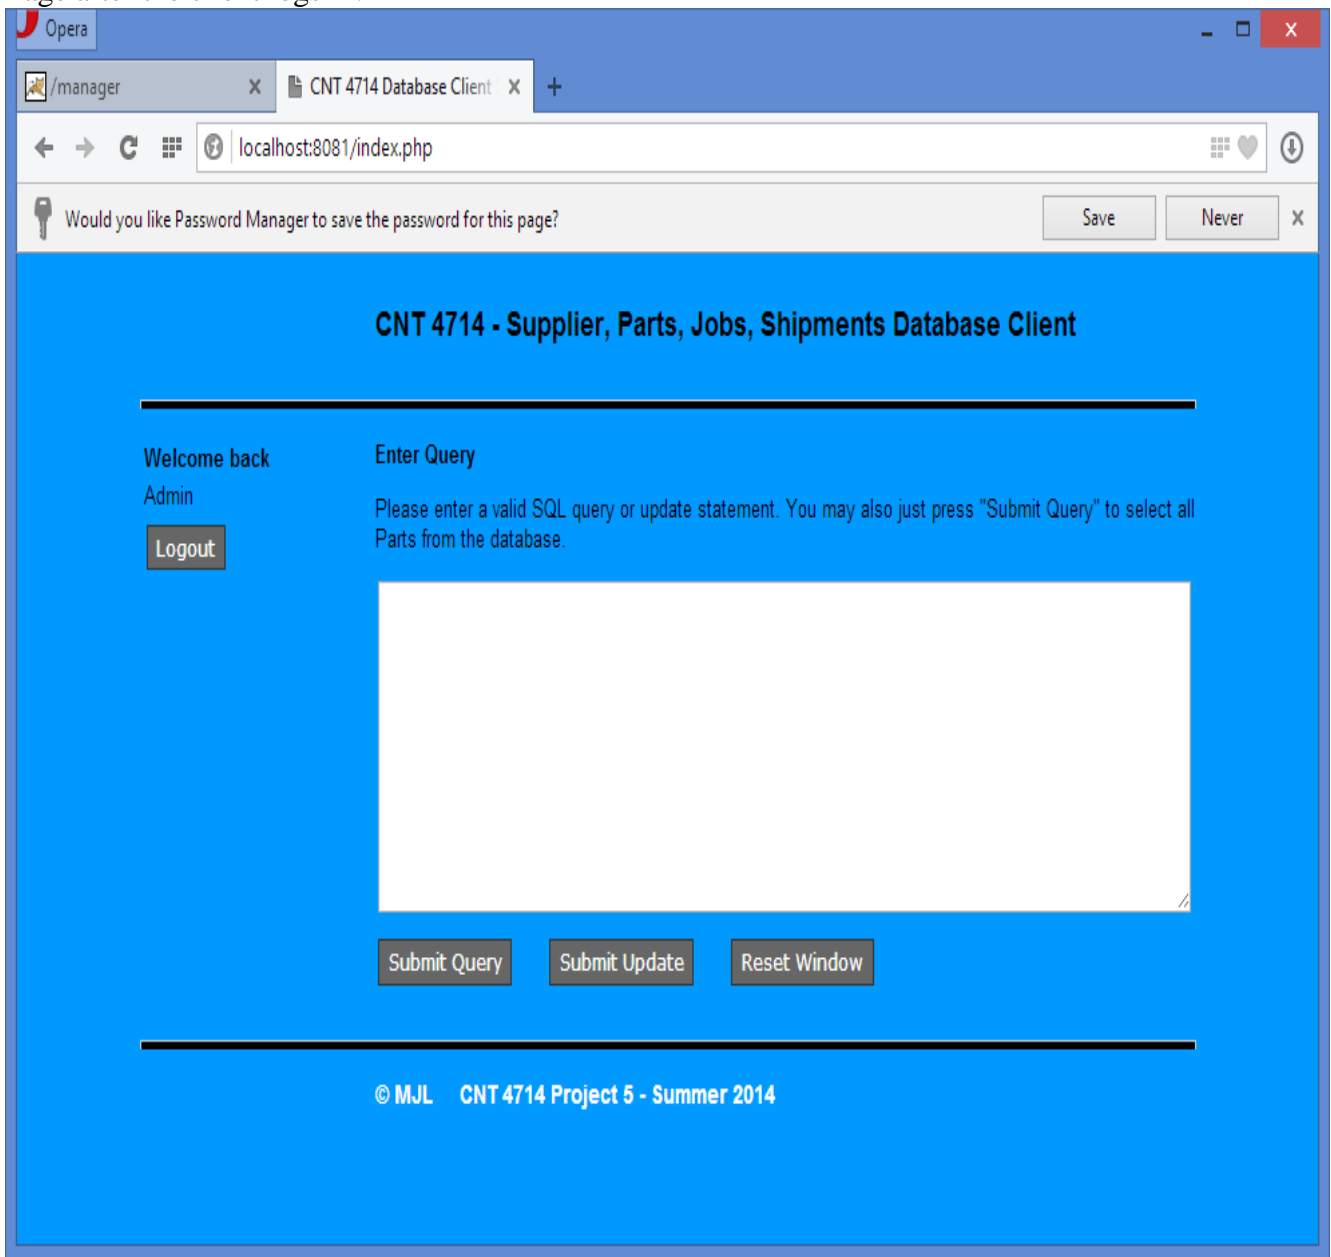 Opera
x
/manager x CNT 4714 Database Client x +
localhost:8081/index.php
Would you like Password Manager to save the password for this page? Save Never x
CNT 4714 - Supplier, Parts, Jobs, Shipments Database Client
Welcome back
Admin
Logout
Enter Query
Please enter a valid SQL query or update statement. You may also just press "Submit Query" to select all
Parts from the database.
Submit Query Submit Update Reset Window
© MJL CNT 4714 Project 5 - Summer 2014